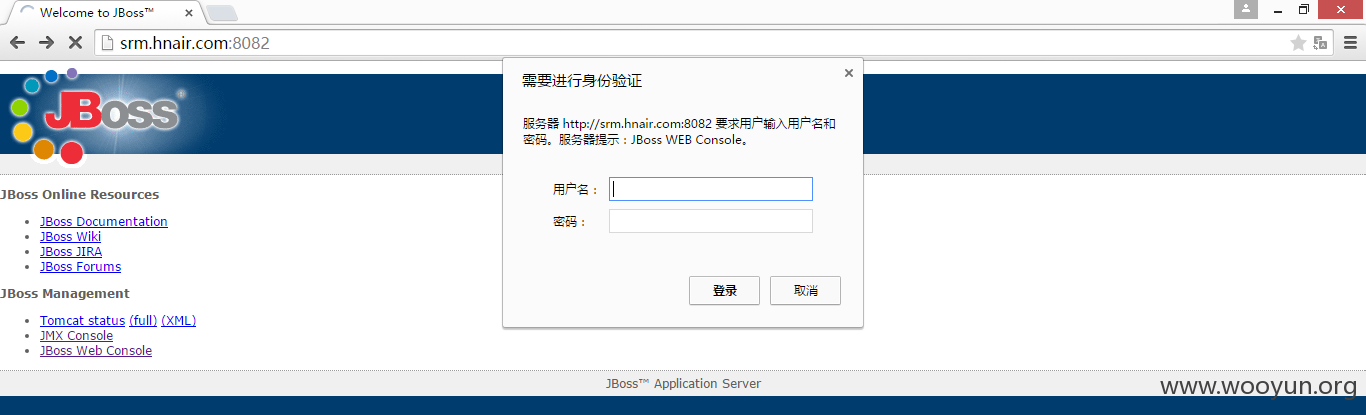 Welcome to JBoss™
srm.hnair.com:8082
JBoss
需要进行身份验证
服务器 http://srm.hnair.com:8082 要求用户输入用户名和
密码。服务器提示：JBoss WEB Console。
用户名：
密码：
登录 取消
JBoss Online Resources
JBoss Documentation
JBoss Wiki
JBoss JIRA
JBoss Forums
JBoss Management
Tomcat status (full) (XML)
JMX Console
JBoss Web Console
JBoss™ Application Server
www.wooyun.org